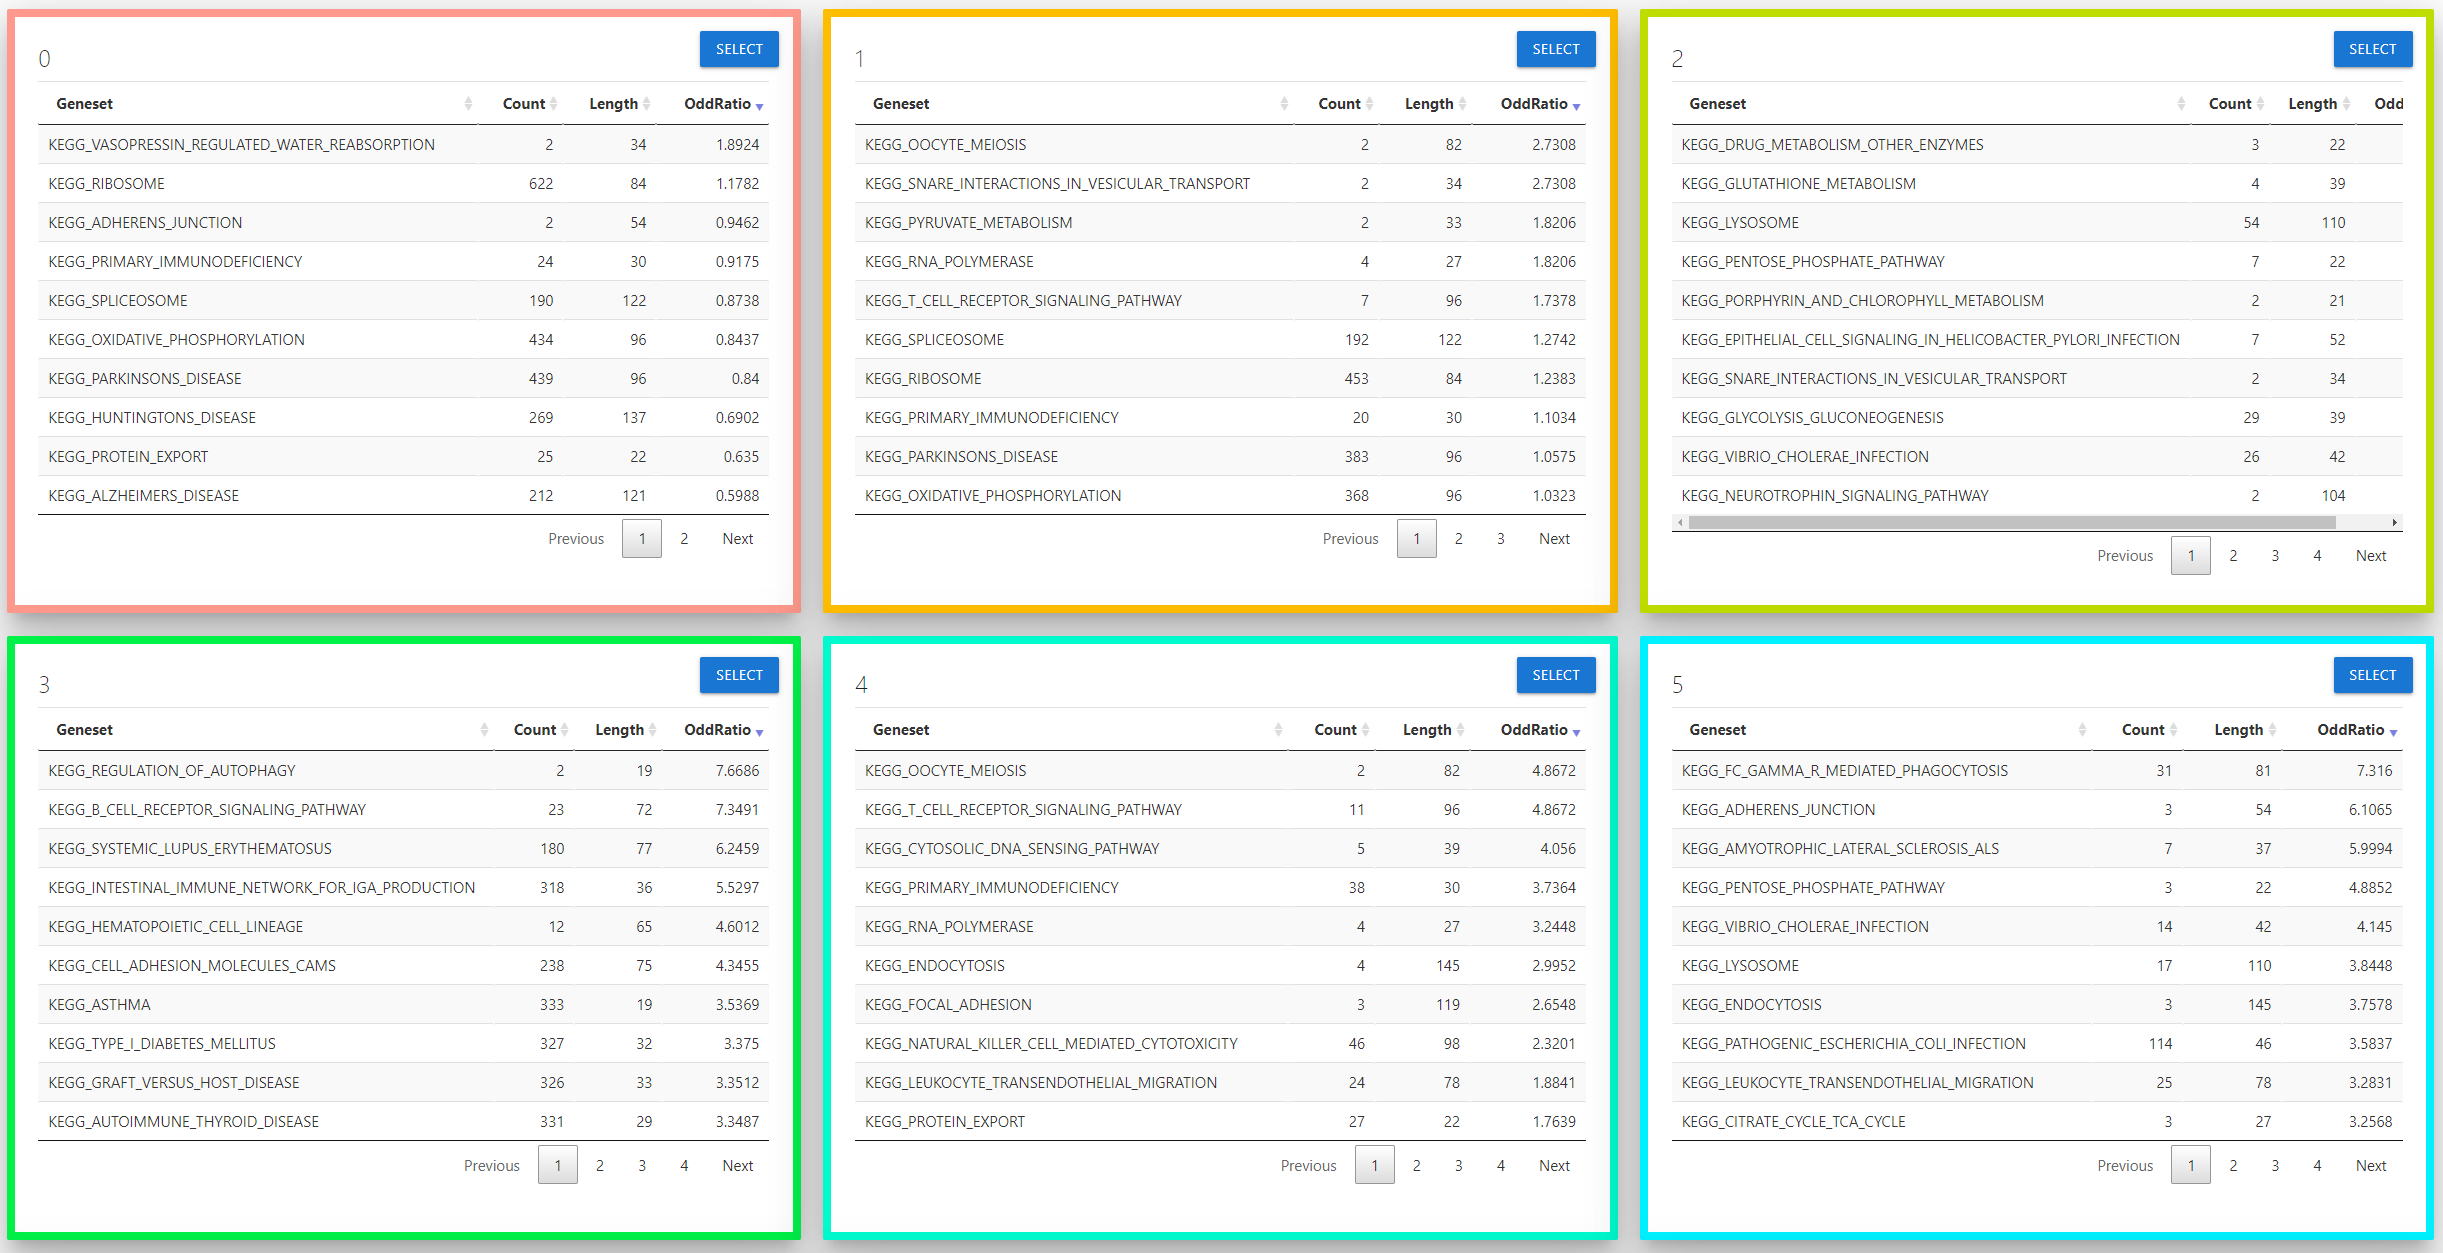 0 SELECT
Geneset Count Length OddRatio
KEGG_VASOPRESSIN_REGULATED_WATER_REABSORPTION 2 34 1.8924
KEGG_RIBOSOME 622 84 1.1782
KEGG_ADHERENS_JUNCTION 2 54 0.9462
KEGG_PRIMARY_IMMUNODEFICIENCY 24 30 0.9175
KEGG_SPLICEOSOME 190 122 0.8738
KEGG_OXIDATIVE_PHOSPHORYLATION 434 96 0.8437
KEGG_PARKINSONS_DISEASE 439 96 0.84
KEGG_HUNTINGTONS_DISEASE 269 137 0.6902
KEGG_PROTEIN_EXPORT 25 22 0.635
KEGG_ALZHEIMERS_DISEASE 212 121 0.5988
Previous 1 2 Next
1 SELECT
Geneset Count Length OddRatio
KEGG_OOCYTE_MEIOSIS 2 82 2.7308
KEGG_SNARE_INTERACTIONS_IN_VESICULAR_TRANSPORT 2 34 2.7308
KEGG_PYRUVATE_METABOLISM 2 33 1.8206
KEGG_RNA_POLYMERASE 4 27 1.8206
KEGG_T_CELL_RECEPTOR_SIGNALING_PATHWAY 7 96 1.7378
KEGG_SPLICEOSOME 192 122 1.2742
KEGG_RIBOSOME 453 84 1.2383
KEGG_PRIMARY_IMMUNODEFICIENCY 20 30 1.1034
KEGG_PARKINSONS_DISEASE 383 96 1.0575
KEGG_OXIDATIVE_PHOSPHORYLATION 368 96 1.0323
Previous 1 2 3 Next
2 SELECT
Geneset Count Length Odd
KEGG_DRUG_METABOLISM_OTHER_ENZYMES 3 22
KEGG_GLUTATHIONE_METABOLISM 4 39
KEGG_LYSOSOME 54 110
KEGG_PENTOSE_PHOSPHATE_PATHWAY 7 22
KEGG_PORPHYRIN_AND_CHLOROPHYLL_METABOLISM 2 21
KEGG_EPITHELIAL_CELL_SIGNALING_IN_HELICOBACTER_PYLORI_INFECTION 7 52
KEGG_SNARE_INTERACTIONS_IN_VESICULAR_TRANSPORT 2 34
KEGG_GLYCOLYSIS_GLUCONEOGENESIS 29 39
KEGG_VIBRIO_CHOLERAE_INFECTION 26 42
KEGG_NEUROTROPHIN_SIGNALING_PATHWAY 2 104
Previous 1 2 3 4 Next
3 SELECT
Geneset Count Length OddRatio
KEGG_REGULATION_OF_AUTOPHAGY 2 19 7.6686
KEGG_B_CELL_RECEPTOR_SIGNALING_PATHWAY 23 72 7.3491
KEGG_SYSTEMIC_LUPUS_ERYTHEMATOSUS 180 77 6.2459
KEGG_INTESTINAL_IMMUNE_NETWORK_FOR_IGA_PRODUCTION 318 36 5.5297
KEGG_HEMATOPOIETIC_CELL_LINEAGE 12 65 4.6012
KEGG_CELL_ADHESION_MOLECULES_CAMS 238 75 4.3455
KEGG_ASTHMA 333 19 3.5369
KEGG_TYPE_I_DIABETES_MELLITUS 327 32 3.375
KEGG_GRAFT_VERSUS_HOST_DISEASE 326 33 3.3512
KEGG_AUTOIMMUNE_THYROID_DISEASE 331 29 3.3487
Previous 1 2 3 4 Next
4 SELECT
Geneset Count Length OddRatio
KEGG_OOCYTE_MEIOSIS 2 82 4.8672
KEGG_T_CELL_RECEPTOR_SIGNALING_PATHWAY 11 96 4.8672
KEGG_CYTOSOLIC_DNA_SENSING_PATHWAY 5 39 4.056
KEGG_PRIMARY_IMMUNODEFICIENCY 38 30 3.7364
KEGG_RNA_POLYMERASE 4 27 3.2448
KEGG_ENDOCYTOSIS 4 145 2.9952
KEGG_FOCAL_ADHESION 3 119 2.6548
KEGG_NATURAL_KILLER_CELL_MEDIATED_CYTOTOXICITY 46 98 2.3201
KEGG_LEUKOCYTE_TRANSENDOTHELIAL_MIGRATION 24 78 1.8841
KEGG_PROTEIN_EXPORT 27 22 1.7639
Previous 1 2 3 4 Next
5 SELECT
Geneset Count Length OddRatio
KEGG_FC_GAMMA_R_MEDIATED_PHAGOCYTOSIS 31 81 7.316
KEGG_ADHERENS_JUNCTION 3 54 6.1065
KEGG_AMYOTROPHIC_LATERAL_SCLEROSIS_ALS 7 37 5.9994
KEGG_PENTOSE_PHOSPHATE_PATHWAY 3 22 4.8852
KEGG_VIBRIO_CHOLERAE_INFECTION 14 42 4.145
KEGG_LYSOSOME 17 110 3.8448
KEGG_ENDOCYTOSIS 3 145 3.7578
KEGG_PATHOGENIC_ESCHERICHIA_COLI_INFECTION 114 46 3.5837
KEGG_LEUKOCYTE_TRANSENDOTHELIAL_MIGRATION 25 78 3.2831
KEGG_CITRATE_CYCLE_TCA_CYCLE 3 27 3.2568
Previous 1 2 3 4 Next